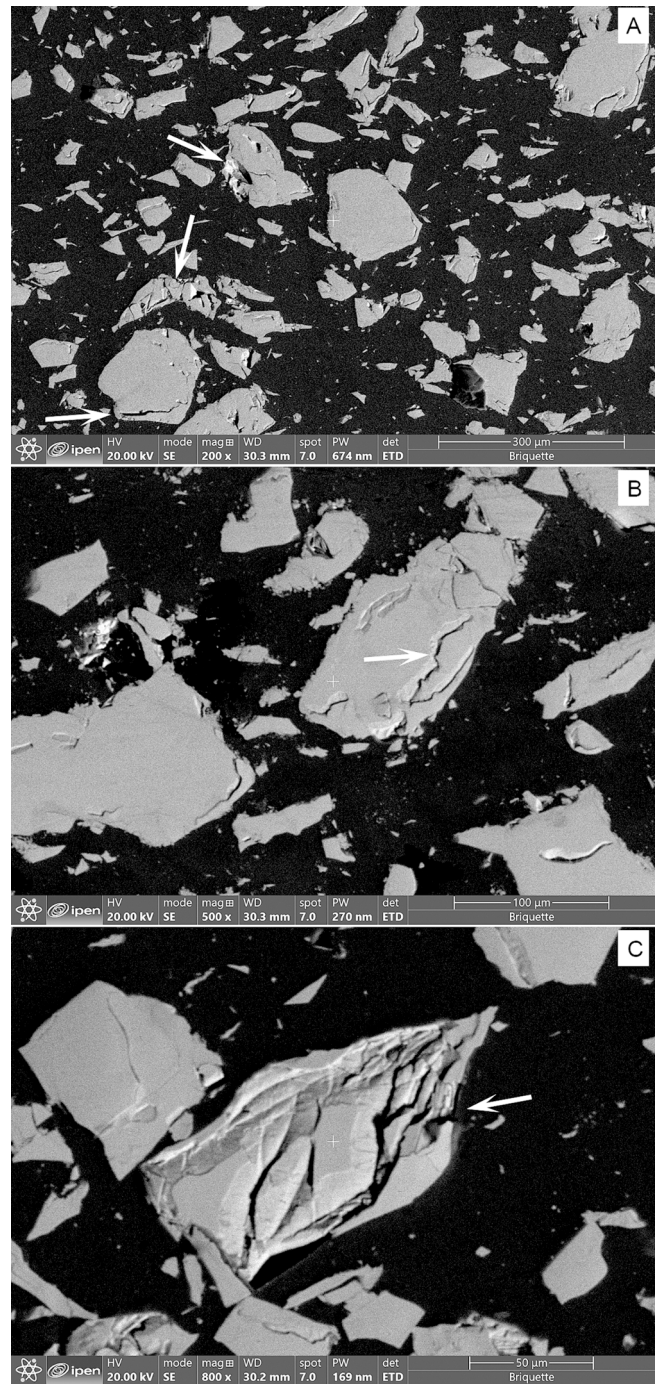 A
HV mode mag WD spot PW det 300 µm
ipen 20.00 kV SE 200 x 30.3 mm 7.0 674 nm ETD Briquette
B
HV mode mag WD spot PW det 100 µm
ipen 20.00 kV SE 500 x 30.3 mm 7.0 270 nm ETD Briquette
C
HV mode mag WD spot PW det 50 µm
ipen 20.00 kV SE 800 x 30.2 mm 7.0 169 nm ETD Briquette